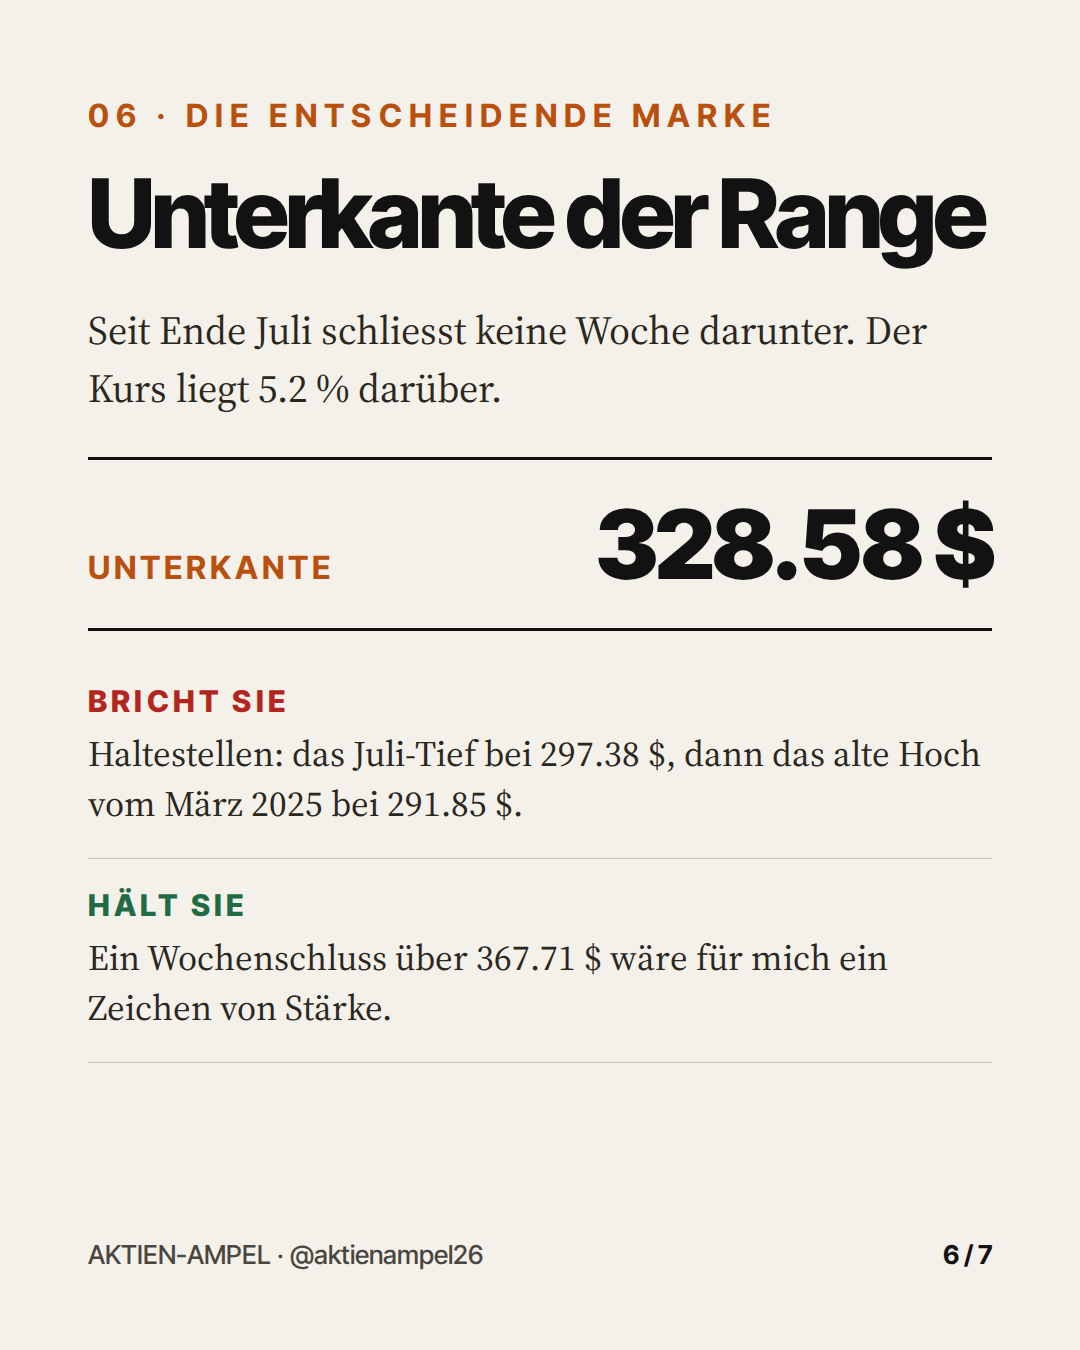 06 · DIE ENTSCHEIDENDE MARKE
Unterkante der Range
Seit Ende Juli schliesst keine Woche darunter. Der
Kurs liegt 5.2 % darüber.
UNTERKANTE 328.58 $
BRICHT SIE
Haltestellen: das Juli-Tief bei 297.38 $, dann das alte Hoch
vom März 2025 bei 291.85 $.
HÄLT SIE
Ein Wochenschluss über 367.71 $ wäre für mich ein
Zeichen von Stärke.
AKTIEN-AMPEL · @aktienampel26 6 / 7